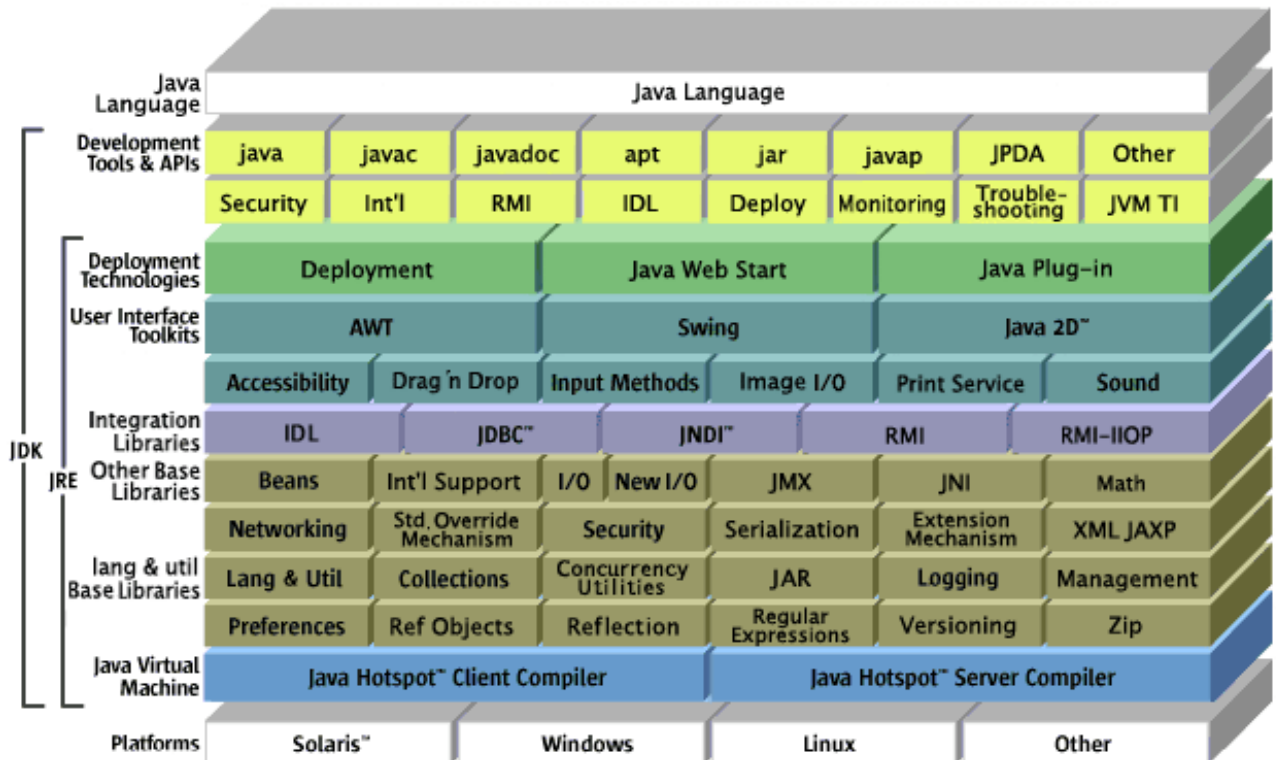 Java
Language
Java Language
Development
Tools & APIs
java javac javadoc apt jar javap JPDA Other
Security Int'l RMI IDL Deploy Monitoring Trouble-
shooting JVM TI
Deployment
Technologies
Deployment Java Web Start Java Plug-in
User Interface
Toolkits
AWT Swing Java 2D™
Accessibility Drag'n Drop Input Methods Image I/O Print Service Sound
Integration
Libraries
IDL JDBC™ JNDI™ RMI RMI-IIOP
JDK
JRE
Other Base
Libraries
Beans Int'l Support I/O New I/O JMX JNI Math
Networking Std. Override
Mechanism Security Serialization Extension
Mechanism XML JAXP
lang & util
Base Libraries
Lang & Util Collections Concurrency
Utilities JAR Logging Management
Preferences Ref Objects Reflection Regular
Expressions Versioning Zip
Java Virtual
Machine
Java Hotspot™ Client Compiler Java Hotspot™ Server Compiler
Platforms
Solaris™ Windows Linux Other